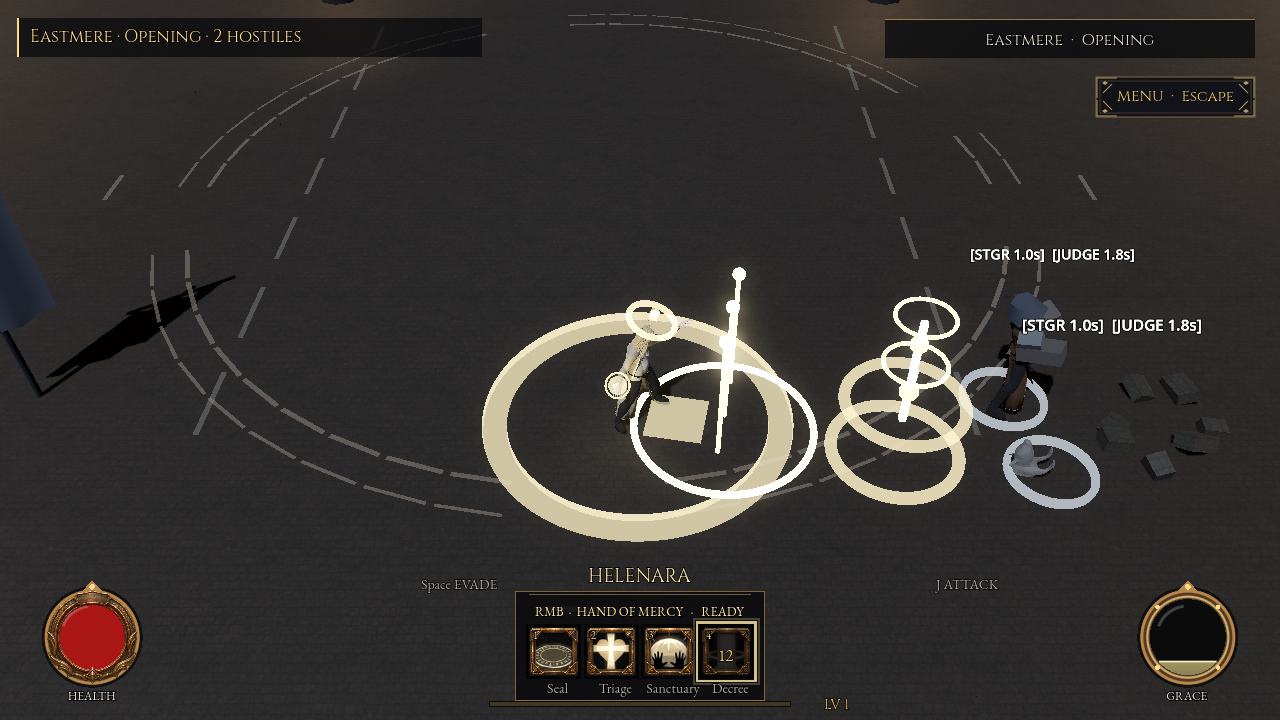 EASTMERE · OPENING · 2 HOSTILES
EASTMERE · OPENING
MENU · ESCAPE
[STGR 1.0s] [JUDGE 1.8s]
[STGR 1.0s] [JUDGE 1.8s]
HELENARA
Space EVADE
J ATTACK
RMB · HAND OF MERCY · READY
2
3
4
12
Seal
Triage
Sanctuary
Decree
HEALTH
LV 1
GRACE